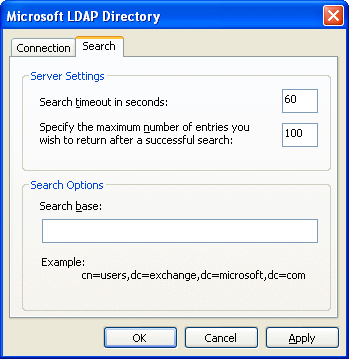 Microsoft LDAP Directory
Connection
Search
Server Settings
Search timeout in seconds:
60
Specify the maximum number of entries you
wish to return after a successful search:
100
Search Options
Search base:
Example:
cn=users,dc=exchange,dc=microsoft,dc=com
OK
Cancel
Apply